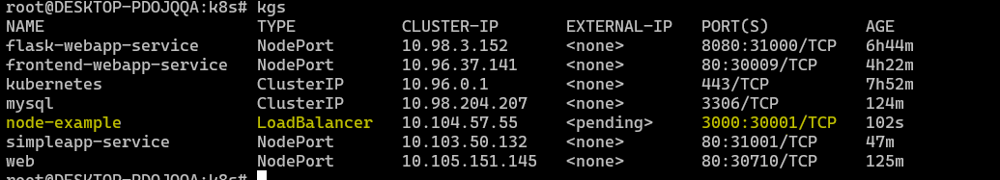 root@DESKTOP-PDOJQQA:k8s# kgs
NAME TYPE CLUSTER-IP EXTERNAL-IP PORT(S) AGE
flask-webapp-service NodePort 10.98.3.152 <none> 8080:31000/TCP 6h44m
frontend-webapp-service NodePort 10.96.37.141 <none> 80:30009/TCP 4h22m
kubernetes ClusterIP 10.96.0.1 <none> 443/TCP 7h52m
mysql ClusterIP 10.98.204.207 <none> 3306/TCP 124m
node-example LoadBalancer 10.104.57.55 <pending> 3000:30001/TCP 102s
simpleapp-service NodePort 10.103.50.132 <none> 80:31001/TCP 47m
web NodePort 10.105.151.145 <none> 80:30710/TCP 125m
root@DESKTOP-PDOJQQA:k8s#